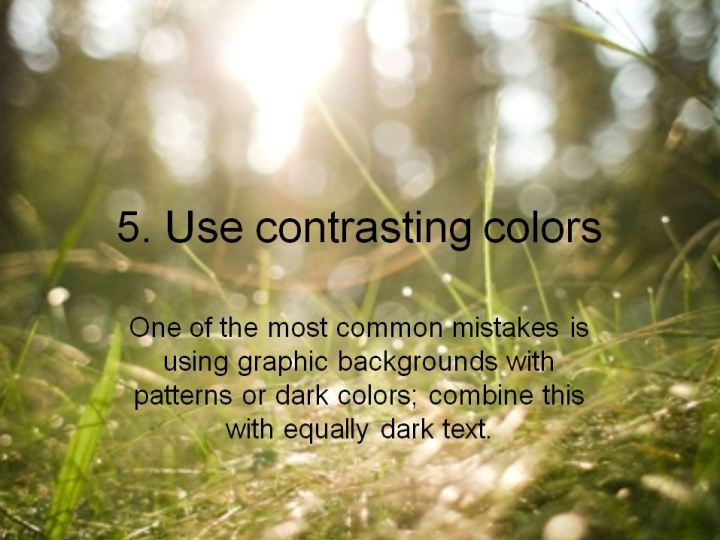 5. Use contrasting colors
One of the most common mistakes is
using graphic backgrounds with
patterns or dark colors; combine this
with equally dark text.